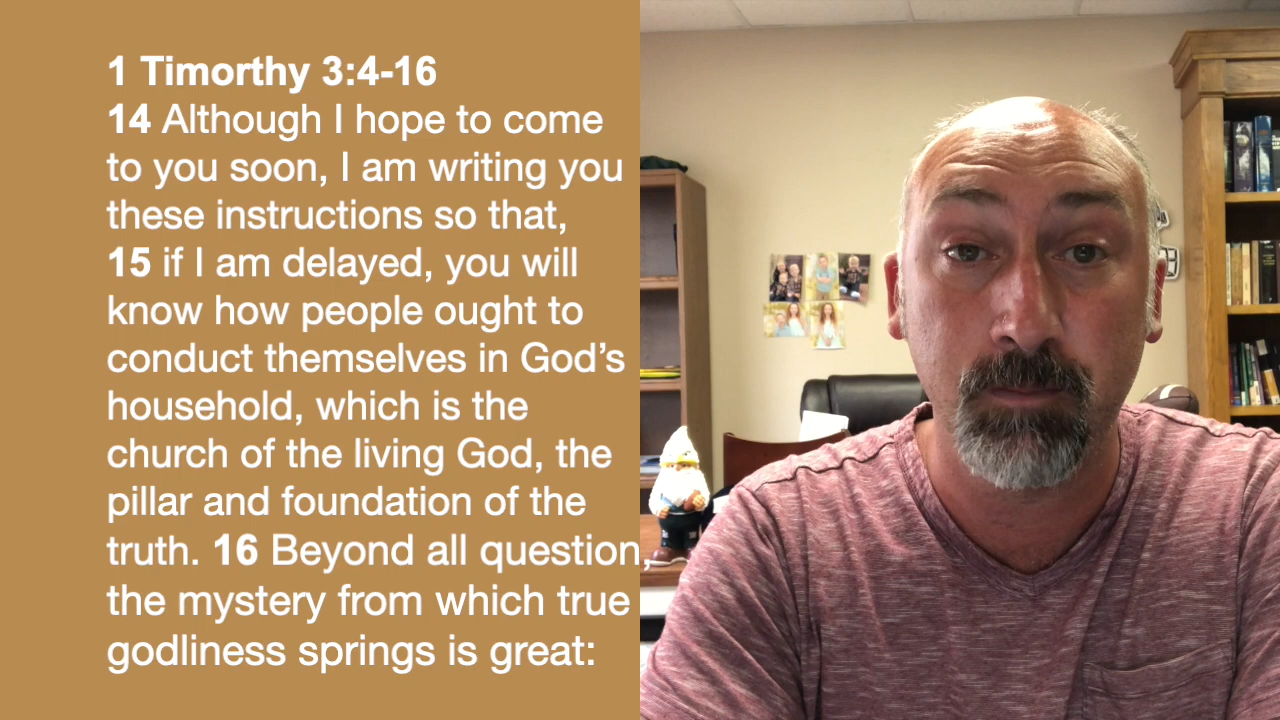 1 Timorthy 3:4-16
14 Although I hope to come
to you soon, I am writing you
these instructions so that,
15 if I am delayed, you will
know how people ought to
conduct themselves in God’s
household, which is the
church of the living God, the
pillar and foundation of the
truth. 16 Beyond all question,
the mystery from which true
godliness springs is great: